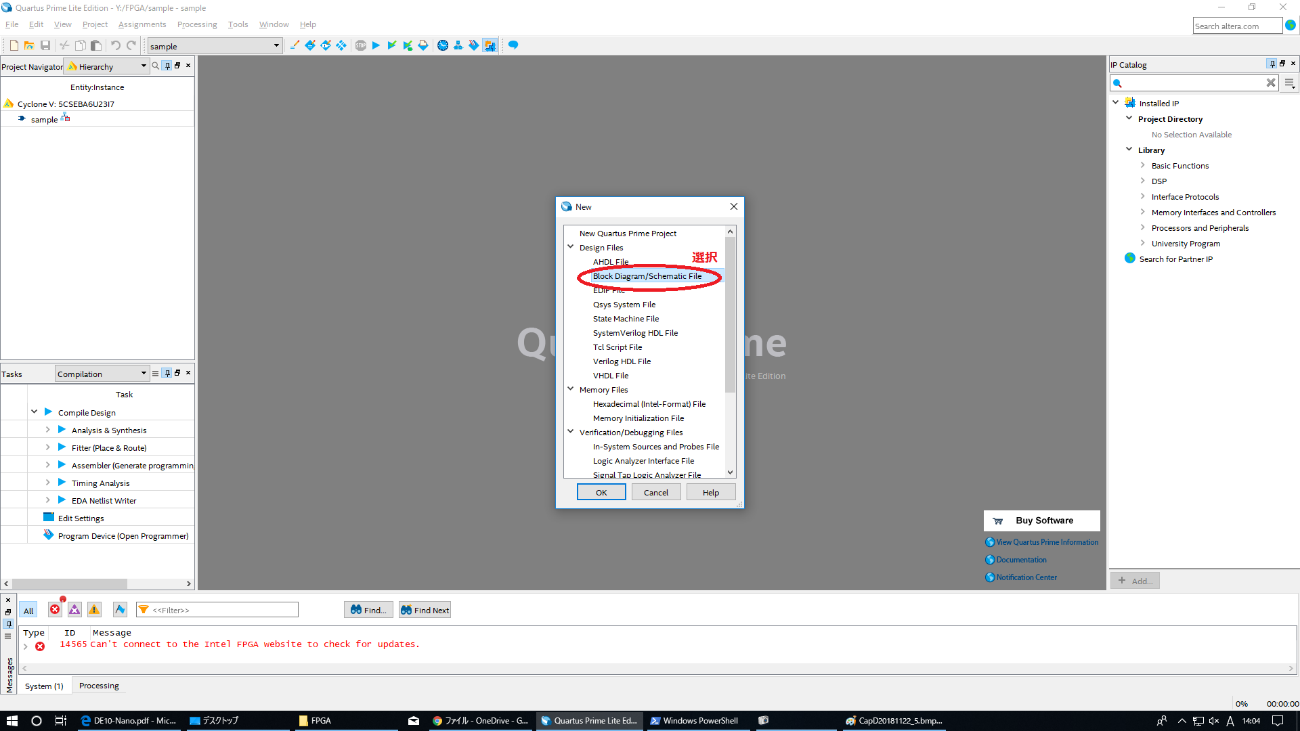 Quartus Prime Lite Edition - Y:/FPGA/sample - sample
File Edit View Project Assignments Processing Tools Window Help
Search altera.com
sample
Project Navigator Hierarchy
Entity:Instance
Cyclone V: 5CSEBA6U23I7
sample
Tasks Compilation
Task
Compile Design
Analysis & Synthesis
Fitter (Place & Route)
Assembler (Generate programmin
Timing Analysis
EDA Netlist Writer
Edit Settings
Program Device (Open Programmer)
New
New Quartus Prime Project
Design Files
AHDL File
選択
Block Diagram/Schematic File
EDIF File
Qsys System File
State Machine File
SystemVerilog HDL File
Tcl Script File
Verilog HDL File
VHDL File
Memory Files
Hexadecimal (Intel-Format) File
Memory Initialization File
Verification/Debugging Files
In-System Sources and Probes File
Logic Analyzer Interface File
Signal Tap Logic Analyzer File
OK Cancel Help
Buy Software
View Quartus Prime Information
Documentation
Notification Center
IP Catalog
Installed IP
Project Directory
No Selection Available
Library
Basic Functions
DSP
Interface Protocols
Memory Interfaces and Controllers
Processors and Peripherals
University Program
Search for Partner IP
Add...
All <<Filter>> Find... Find Next
Type ID Message
14565 Can't connect to the Intel FPGA website to check for updates.
Messages
System (1) Processing
0% 00:00:00
DE10-Nano.pdf - Mic... デスクトップ FPGA ファイル - OneDrive - G... Quartus Prime Lite Ed... Windows PowerShell CapD20181122_5.bmp... A 14:04